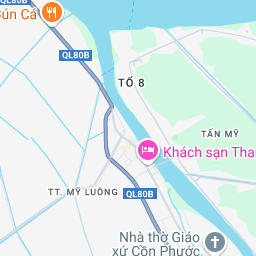 Bún Cá
QL80B
TỔ 8
QL80B
TẤN MỸ
Khách sạn Than
TT. MỸ LUÔNG
QL80B
Nhà thờ Giáo
xứ Cồn Phước